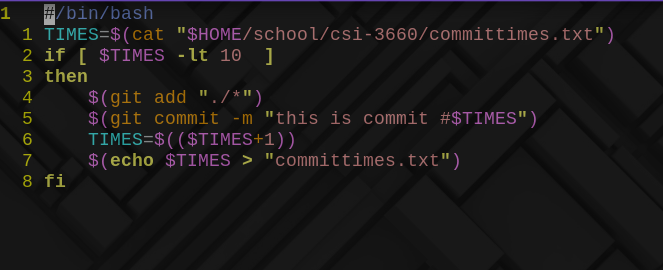 1 #/bin/bash
1 TIMES=$(cat "$HOME/school/csi-3660/committimes.txt")
2 if [ $TIMES -lt 10  ]
3 then
4     $(git add "./*")
5     $(git commit -m "this is commit #$TIMES")
6     TIMES=$(($TIMES+1))
7     $(echo $TIMES > "committimes.txt")
8 fi